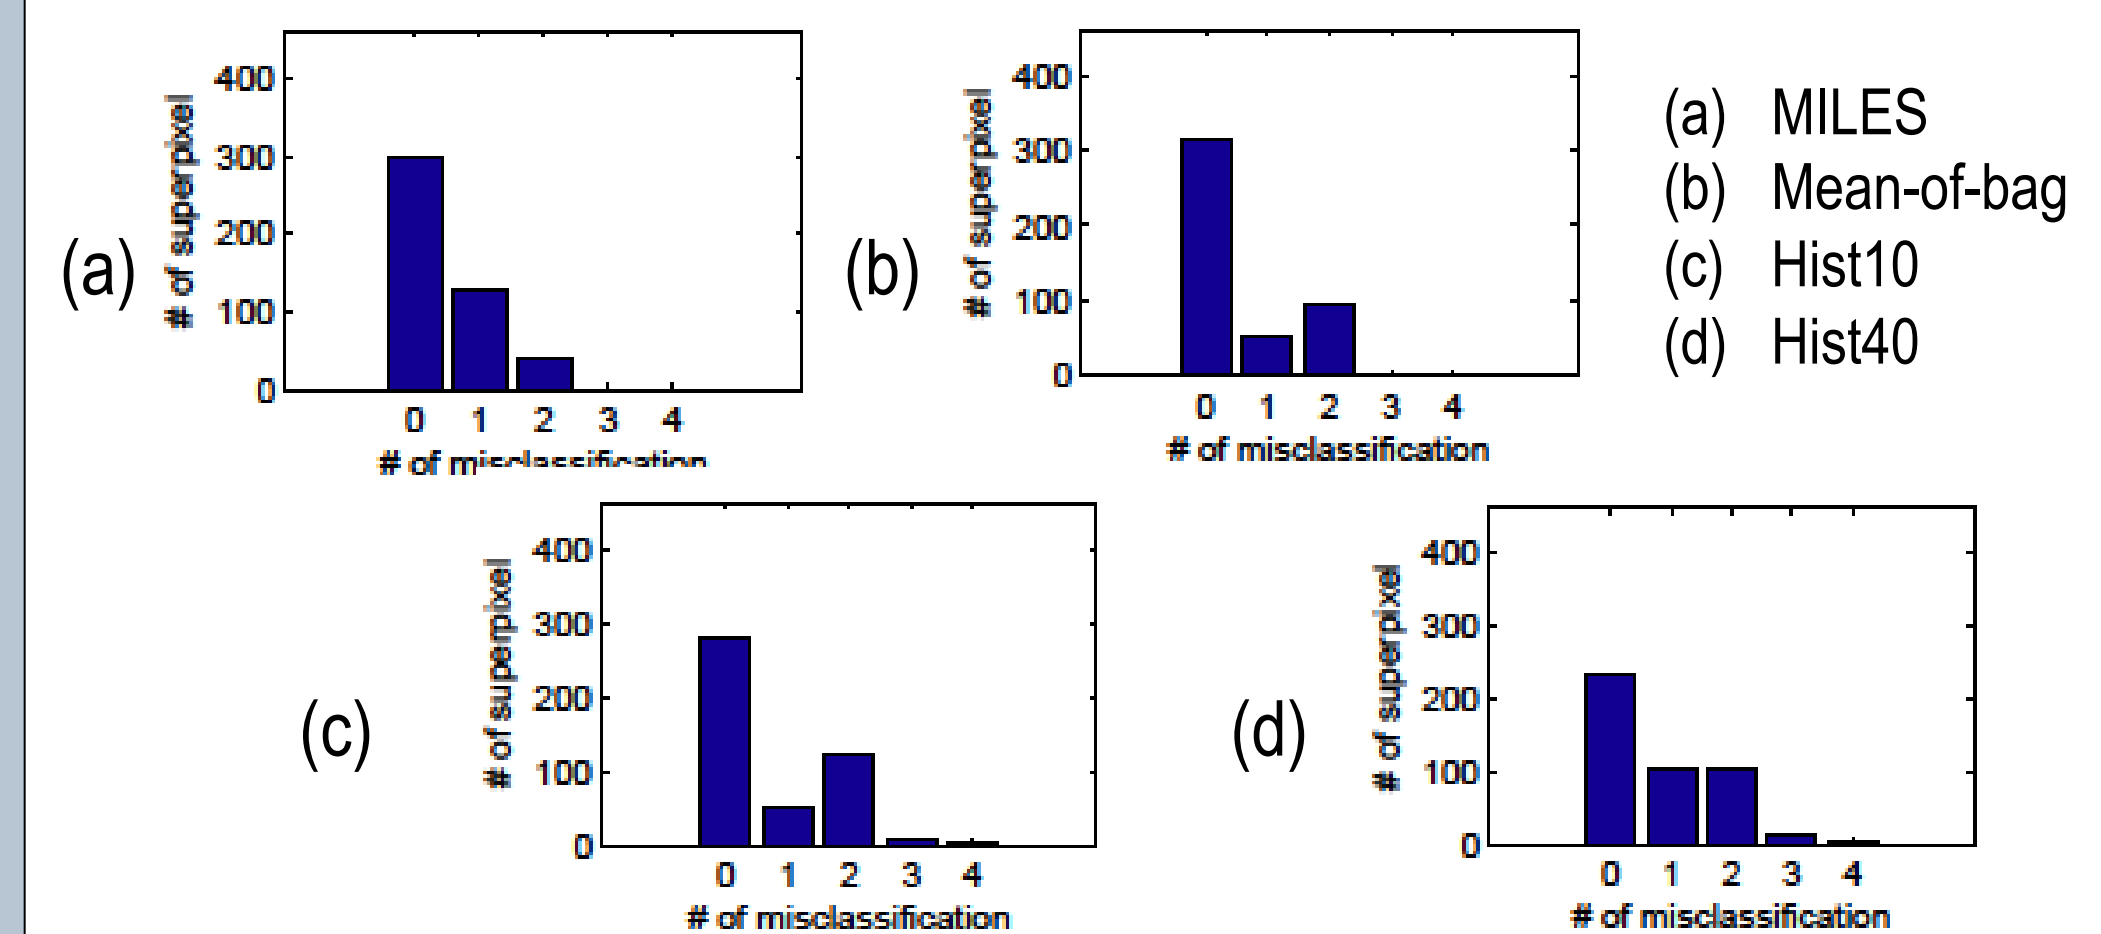 (a)
# of superpixel
400
300
200
100
0
0 1 2 3 4
# of misclassification
(b)
# of superpixel
400
300
200
100
0
0 1 2 3 4
# of misclassification
(a) MILES
(b) Mean-of-bag
(c) Hist10
(d) Hist40
(c)
# of superpixel
400
300
200
100
0
0 1 2 3 4
# of misclassification
(d)
# of superpixel
400
300
200
100
0
0 1 2 3 4
# of misclassification